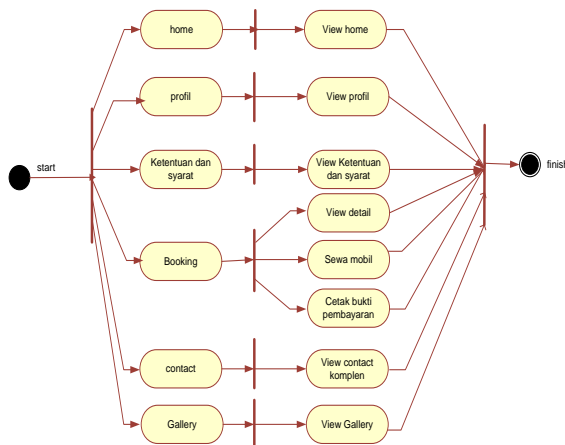 home
View home
profil
View profil
start
Ketentuan dan
syarat
View Ketentuan
dan syarat
finish
View detail
Booking
Sewa mobil
Cetak bukti
pembayaran
contact
View contact
komplen
Gallery
View Gallery